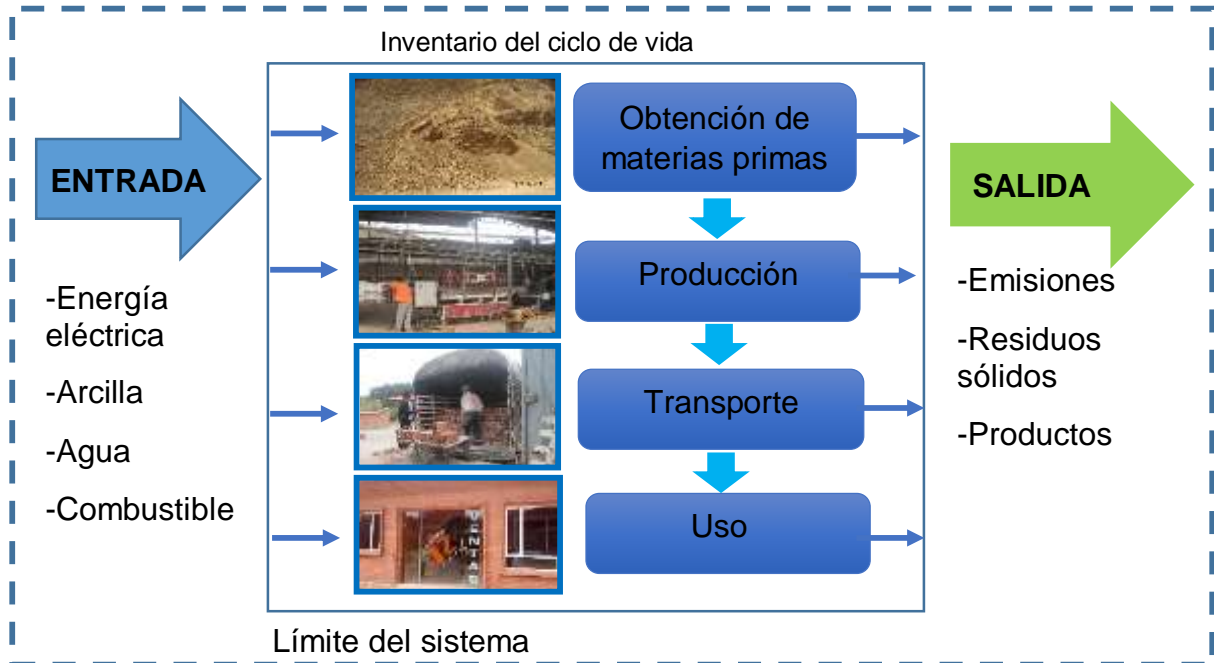 Inventario del ciclo de vida
ENTRADA
-Energía
eléctrica
-Arcilla
-Agua
-Combustible
Obtención de
materias primas
Producción
Transporte
Uso
VENTAS
SALIDA
-Emisiones
-Residuos
sólidos
-Productos
Límite del sistema